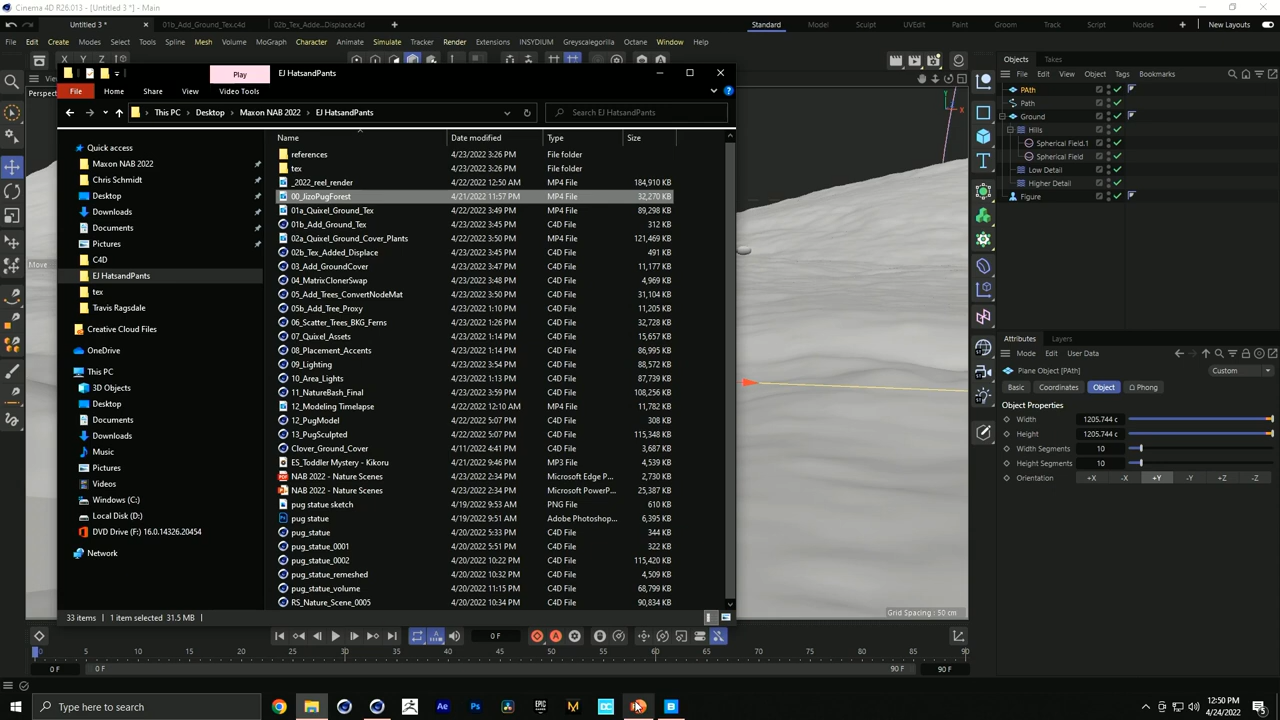 Cinema 4D R26.013 - [Untitled 3 *] - Main
Untitled 3 *
01b_Add_Ground_Tex.c4d
02b_Tex_Adde...Displace.c4d
Standard
Model
Sculpt
UVEdit
Paint
Groom
Track
Script
Nodes
New Layouts
File
Edit
Create
Modes
Select
Tools
Spline
Mesh
Volume
MoGraph
Character
Animate
Simulate
Tracker
Render
Extensions
INSYDIUM
Greyscalegorilla
Octane
Window
Help
Objects
Takes
File
Edit
View
Object
Tags
Bookmarks
Play
EJ HatsandPants
File
Home
Share
View
Video Tools
This PC
Desktop
Maxon NAB 2022
EJ HatsandPants
Search EJ HatsandPants
Name
Date modified
Type
Size
Quick access
Maxon NAB 2022
Chris Schmidt
Desktop
Downloads
Documents
Pictures
C4D
EJ HatsandPants
tex
Travis Ragsdale
Creative Cloud Files
OneDrive
This PC
3D Objects
Desktop
Documents
Downloads
Music
Pictures
Videos
Windows (C:)
Local Disk (D:)
DVD Drive (F:) 16.0.14326.20454
Network
references 4/23/2022 3:26 PM File folder
tex 4/23/2022 3:26 PM File folder
_2022_reel_render 4/22/2022 12:50 AM MP4 File 184,910 KB
00_JizoPugForest 4/21/2022 11:57 PM MP4 File 32,270 KB
01a_Quixel_Ground_Tex 4/22/2022 3:49 PM MP4 File 89,298 KB
01b_Add_Ground_Tex 4/23/2022 3:45 PM C4D File 312 KB
02a_Quixel_Ground_Cover_Plants 4/22/2022 3:50 PM MP4 File 121,469 KB
02b_Tex_Added_Displace 4/23/2022 3:45 PM C4D File 491 KB
03_Add_GroundCover 4/23/2022 3:47 PM C4D File 11,177 KB
04_MatrixClonerSwap 4/23/2022 3:48 PM C4D File 4,969 KB
05_Add_Trees_ConvertNodeMat 4/23/2022 3:50 PM C4D File 31,104 KB
05b_Add_Tree_Proxy 4/23/2022 1:10 PM C4D File 11,205 KB
06_Scatter_Trees_BKG_Ferns 4/23/2022 1:26 PM C4D File 32,728 KB
07_Quixel_Assets 4/23/2022 1:14 PM C4D File 15,657 KB
08_Placement_Accents 4/23/2022 1:14 PM C4D File 86,995 KB
09_Lighting 4/23/2022 3:54 PM C4D File 88,572 KB
10_Area_Lights 4/23/2022 1:13 PM C4D File 87,739 KB
11_NatureBash_Final 4/23/2022 3:59 PM C4D File 108,256 KB
12_Modeling Timelapse 4/22/2022 12:10 AM MP4 File 11,782 KB
12_PugModel 4/22/2022 5:07 PM C4D File 308 KB
13_PugSculpted 4/22/2022 5:07 PM C4D File 115,348 KB
Clover_Ground_Cover 4/11/2022 4:41 PM C4D File 3,687 KB
ES_Toddler Mystery - Kikoru 4/21/2022 9:46 PM MP3 File 4,539 KB
NAB 2022 - Nature Scenes 4/23/2022 2:34 PM Microsoft Edge P... 2,730 KB
NAB 2022 - Nature Scenes 4/23/2022 2:34 PM Microsoft PowerP... 25,387 KB
pug statue sketch 4/19/2022 9:53 AM PNG File 610 KB
pug statue 4/19/2022 9:51 AM Adobe Photoshop... 6,395 KB
pug_statue 4/20/2022 5:33 PM C4D File 344 KB
pug_statue_0001 4/20/2022 5:51 PM C4D File 322 KB
pug_statue_0002 4/20/2022 10:22 PM C4D File 115,420 KB
pug_statue_remeshed 4/20/2022 10:32 PM C4D File 4,509 KB
pug_statue_volume 4/20/2022 11:15 PM C4D File 68,799 KB
RS_Nature_Scene_0005 4/20/2022 10:34 PM C4D File 90,834 KB
33 items
1 item selected 31.5 MB
Move
PAth
Path
Ground
Hills
Spherical Field.1
Spherical Field
Low Detail
Higher Detail
Figure
Attributes
Layers
Mode
Edit
User Data
Plane Object [PAth]
Custom
Basic
Coordinates
Object
Phong
Object Properties
Width 1205.744 c
Height 1205.744 c
Width Segments 10
Height Segments 10
Orientation +X -X +Y -Y +Z -Z
Grid Spacing : 50 cm
0 F
0 5 10 15 20 25 30 35 40 45 50 55 60 65 70 75 80 85 90
0 F
0 F
90 F
90 F
Type here to search
12:50 PM
4/24/2022